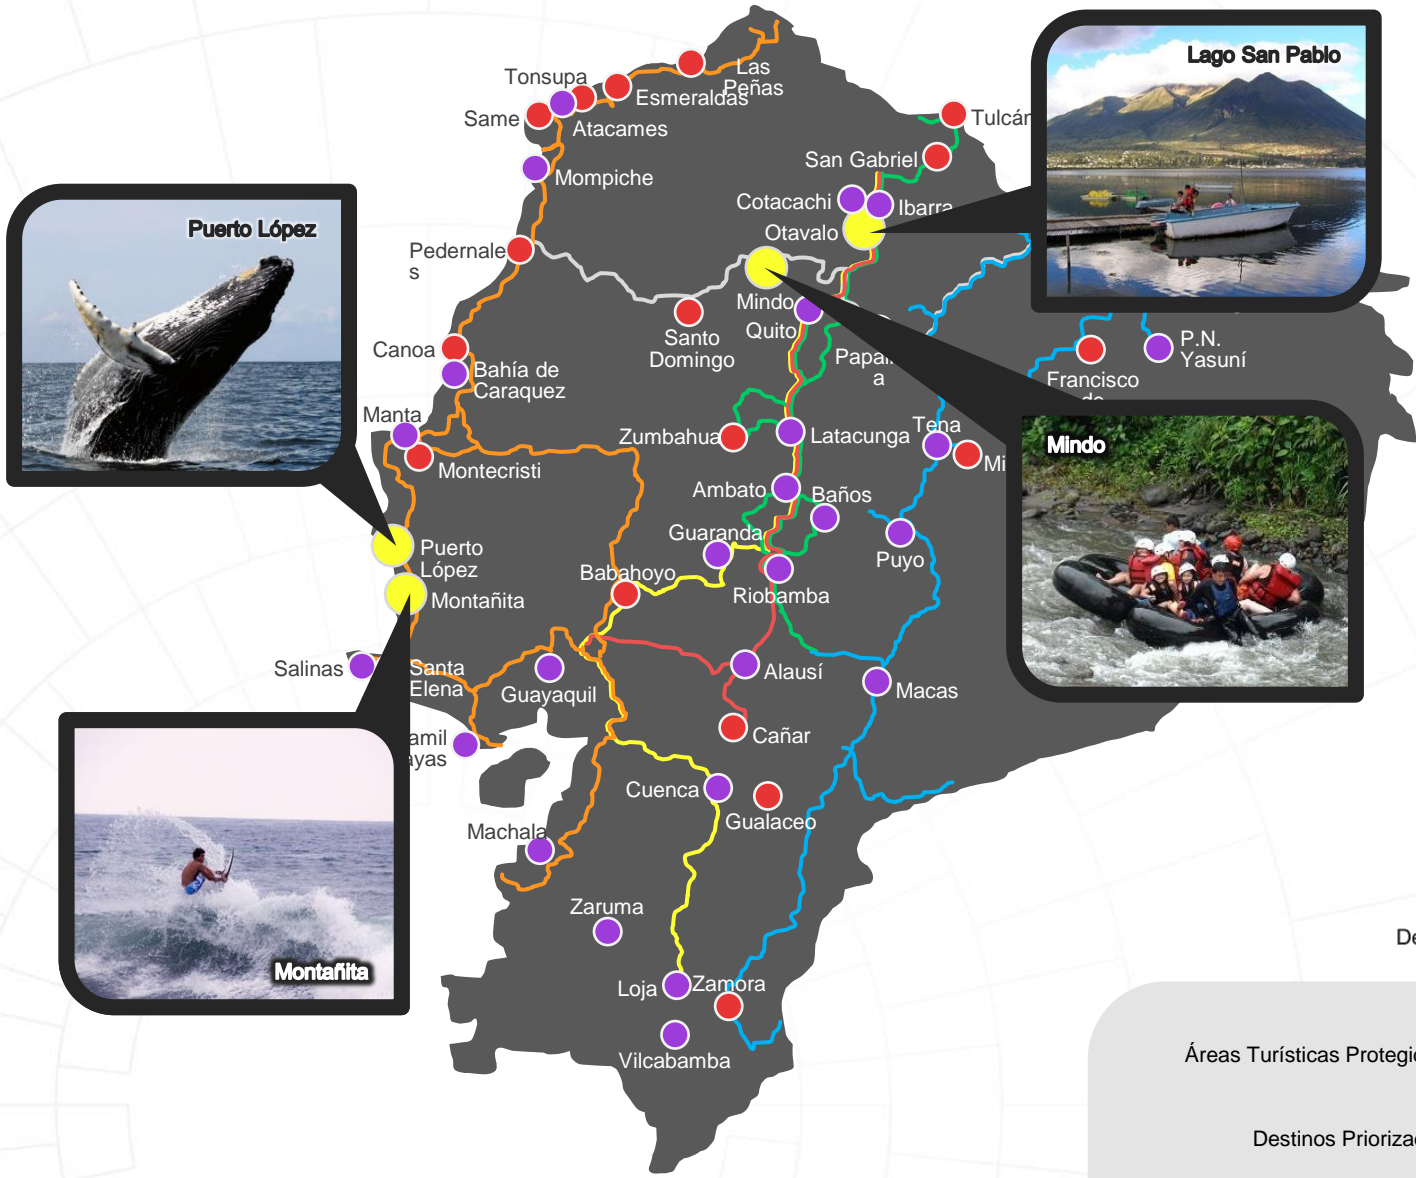 Las
Peñas
Tonsupa
Esmeraldas
Same
Atacames
Tulcán
Lago San Pablo
San Gabriel
Mompiche
Cotacachi
Ibarra
Otavalo
Puerto López
Pedernale
s
Mindo
Quito
Santo
Domingo
Canoa
Bahía de
Caraquez
P.N.
Yasuní
Francisco
Manta
Montecristi
Zumbahua
Latacunga
Tena
Mindo
Ambato
Baños
Guaranda
Puyo
Puerto
López
Babahoyo
Riobamba
Montañita
Salinas
Santa
Elena
Guayaquil
Alausí
Macas
Cañar
Cuenca
Gualaceo
Machala
Zaruma
Montañita
Loja
Zamora
Vilcabamba
Áreas Turísticas
Destinos